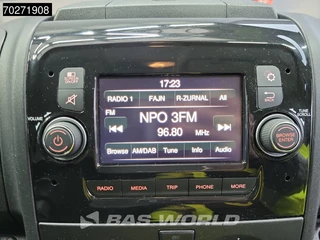 70271908
17:23
RADIO 1 FAJN R-ZURNAL All
FM
NPO 3FM
96.80 MHz
Browse AM/DAB Tune Info Audio
VOLUME
TUNE SCROLL
BROWSE ENTER
RADIO MEDIA TRIP PHONE MORE
BAS WORLD